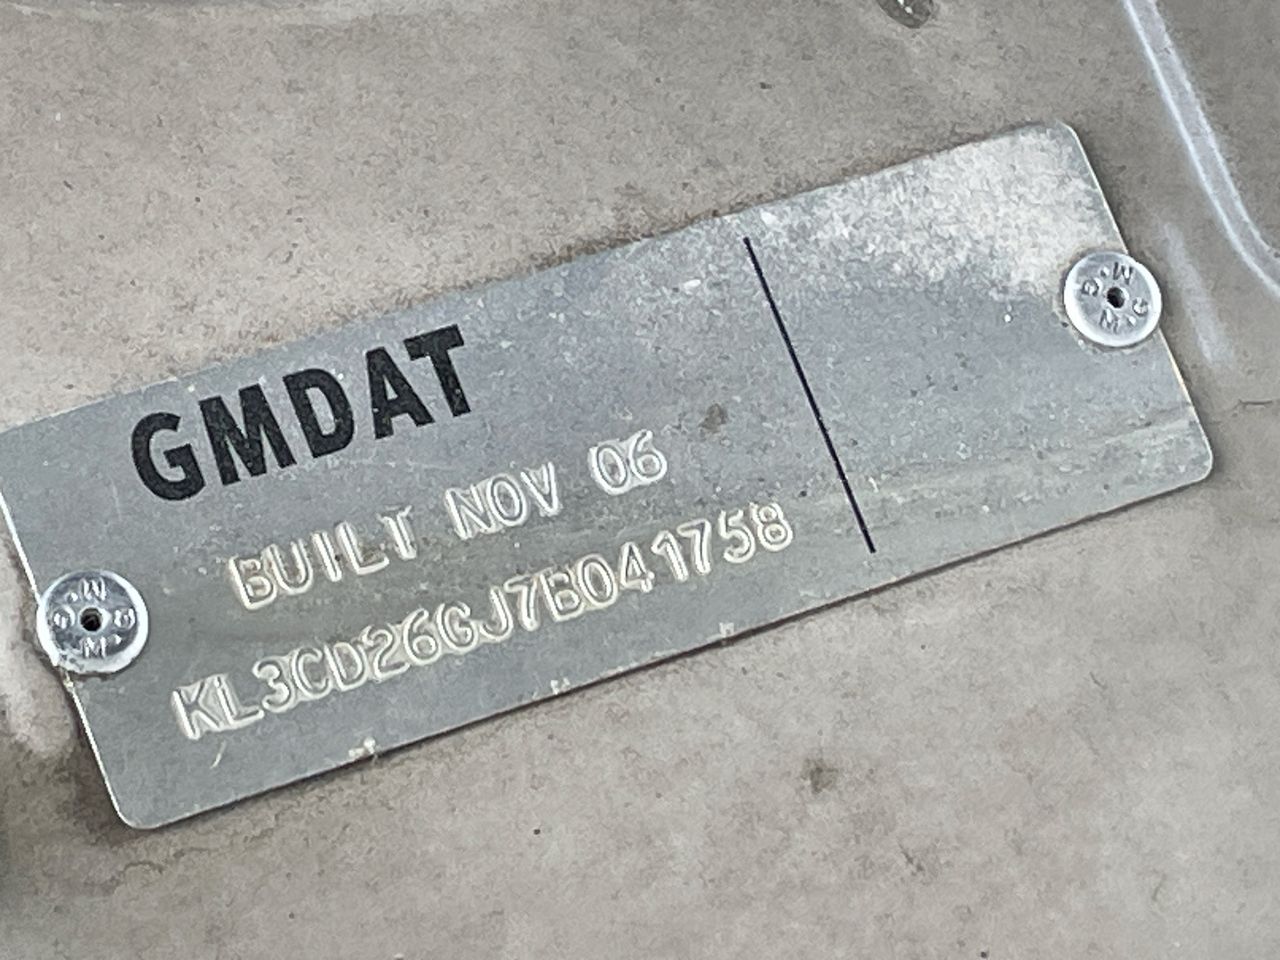 GMDAT
BUILT NOV 06
KL3CD26GJ7B041758